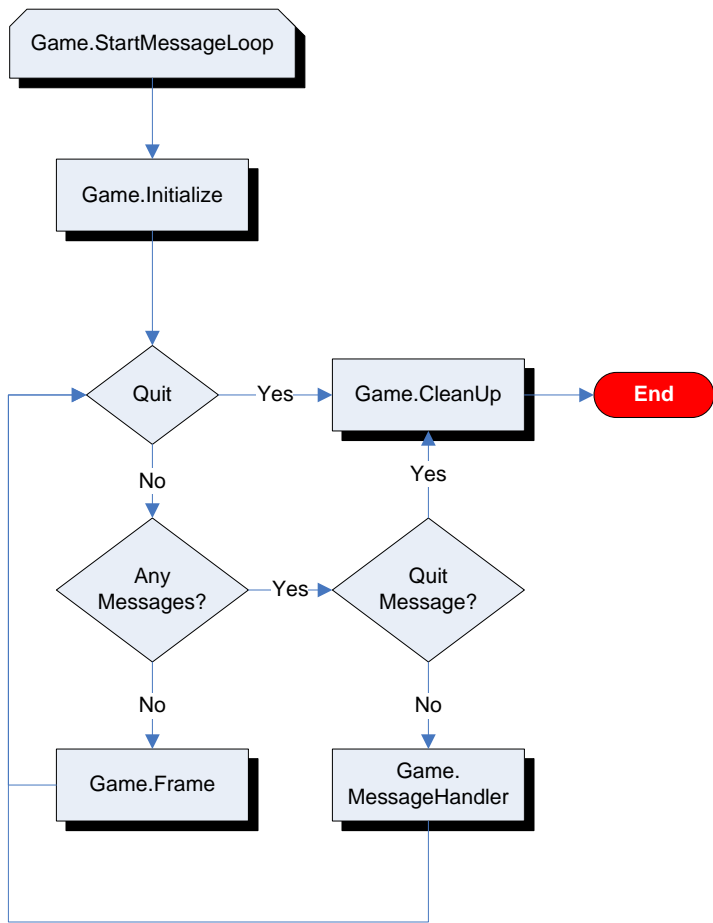 Game.StartMessageLoop
Game.Initialize
Quit
Yes
Game.CleanUp
End
No
Yes
Any
Messages?
Yes
Quit
Message?
No
No
Game.Frame
Game.
MessageHandler